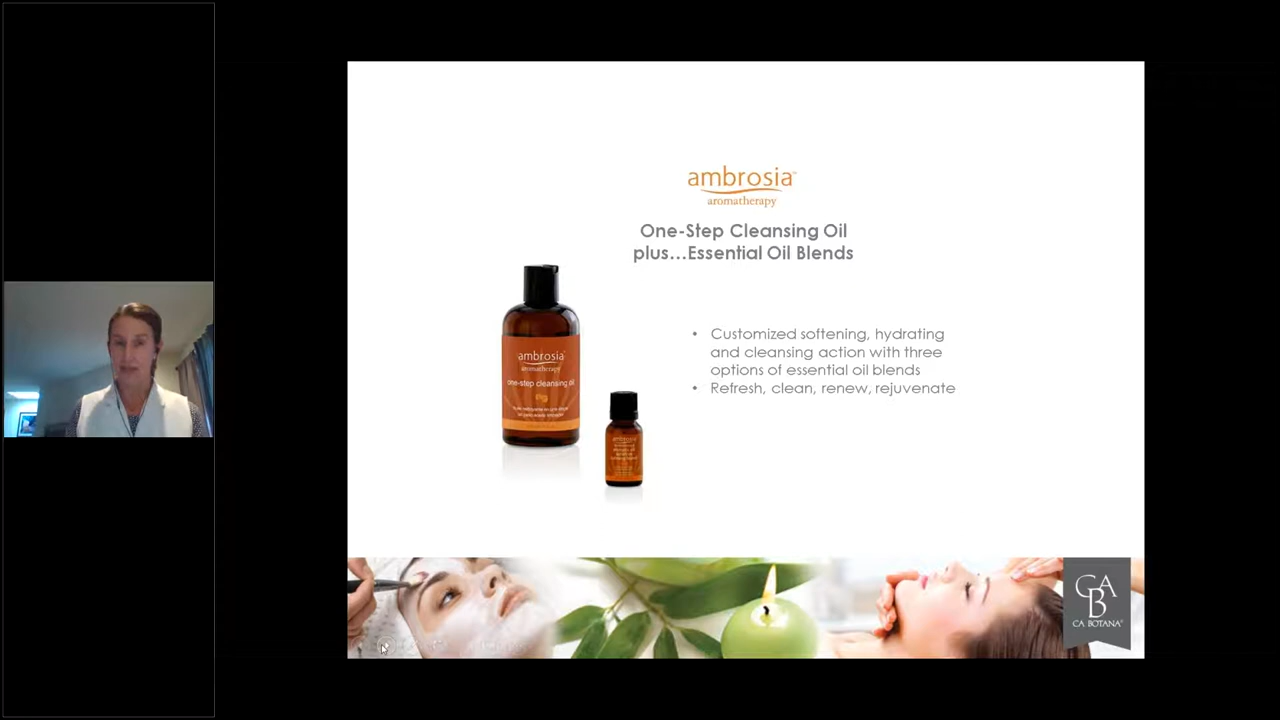 ambrosia™
aromatherapy
One-Step Cleansing Oil
plus...Essential Oil Blends
• Customized softening, hydrating
and cleansing action with three
options of essential oil blends
• Refresh, clean, renew, rejuvenate
ambrosia
aromatherapy
one-step cleansing oil
ambrosia
CA
B
CA BOTANA®